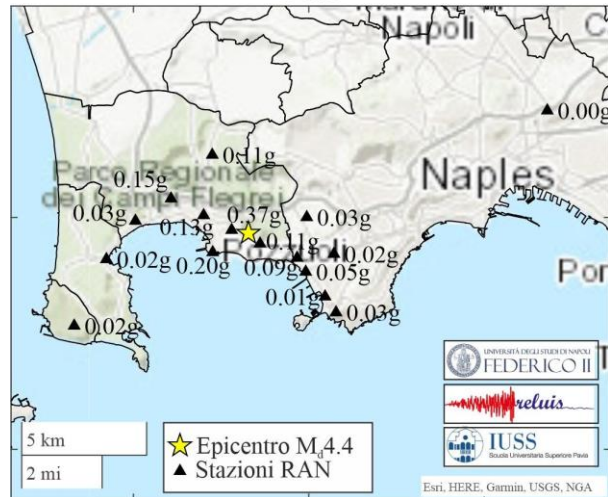 Napoli
0.00g
0.11g
Parco Regionale
dei Campi Flegrei
Naples
0.15g
0.03g
0.13g
0.37g
0.03g
Pozzuoli
0.11g
0.02g
0.20g
0.09g
0.02g
0.05g
0.01g
0.03g
0.02g
UNIVERSITÀ DEGLI STUDI DI NAPOLI
FEDERICO II
reluis
IUSS
Scuola Universitaria Superiore Pavia
5 km
2 mi
Epicentro Md4.4
Stazioni RAN
Esri, HERE, Garmin, USGS, NGA